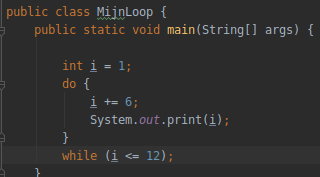 public class MijnLoop {
public static void main(String[] args) {
int i = 1;
do {
i += 6;
System.out.print(i);
}
while (i <= 12);
}